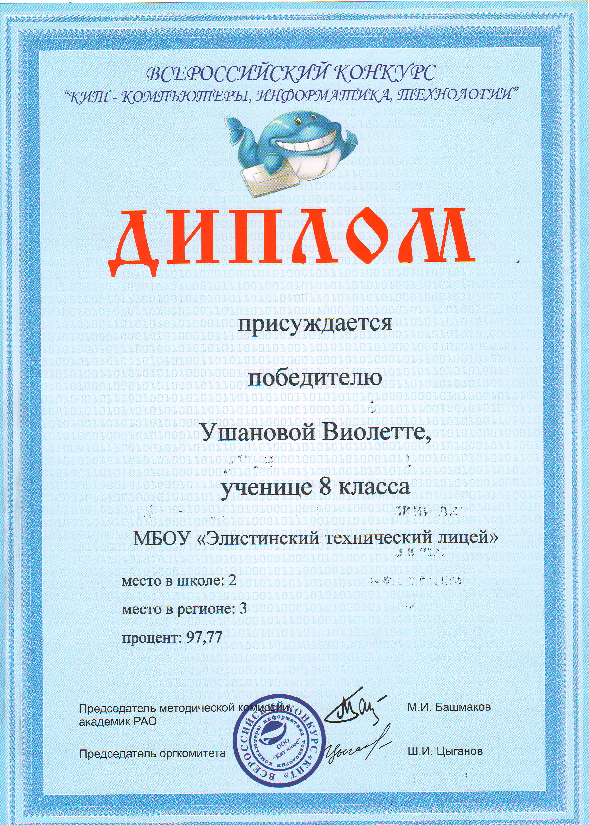 ВСЕРОССИЙСКИЙ КОНКУРС
"КИТ - КОМПЬЮТЕРЫ, ИНФОРМАТИКА, ТЕХНОЛОГИИ"
ДИПЛОМ
присуждается
победителю
Ушановой Виолетте,
ученице 8 класса
МБОУ «Элистинский технический лицей»
место в школе: 2
место в регионе: 3
процент: 97,77
Председатель методической комиссии,
академик РАО
М.И. Башмаков
Председатель оргкомитета
Ш.И. Цыганов
ВСЕРОССИЙСКИЙ КОНКУРС «КИТ»